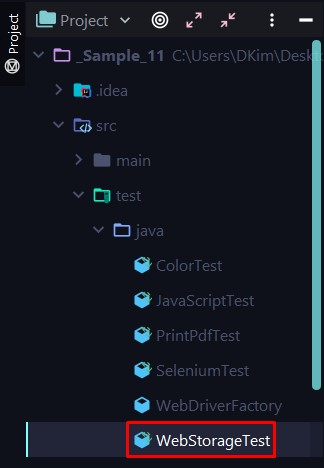 Project
Project
_Sample_11 C:\Users\DKim\Deskt
.idea
src
main
test
java
ColorTest
JavaScriptTest
PrintPdfTest
SeleniumTest
WebDriverFactory
WebStorageTest